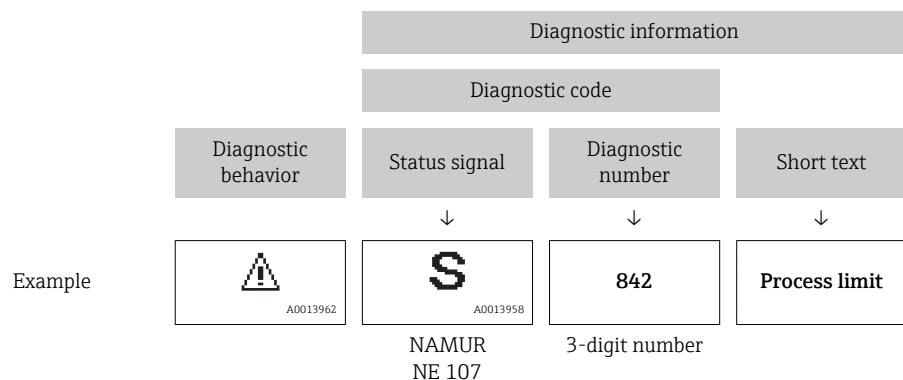 Diagnostic information
Diagnostic code
Diagnostic
behavior
Status signal
Diagnostic
number
Short text
↓ ↓ ↓
Example
A0013962
S
A0013958
842
Process limit
NAMUR
NE 107
3-digit number